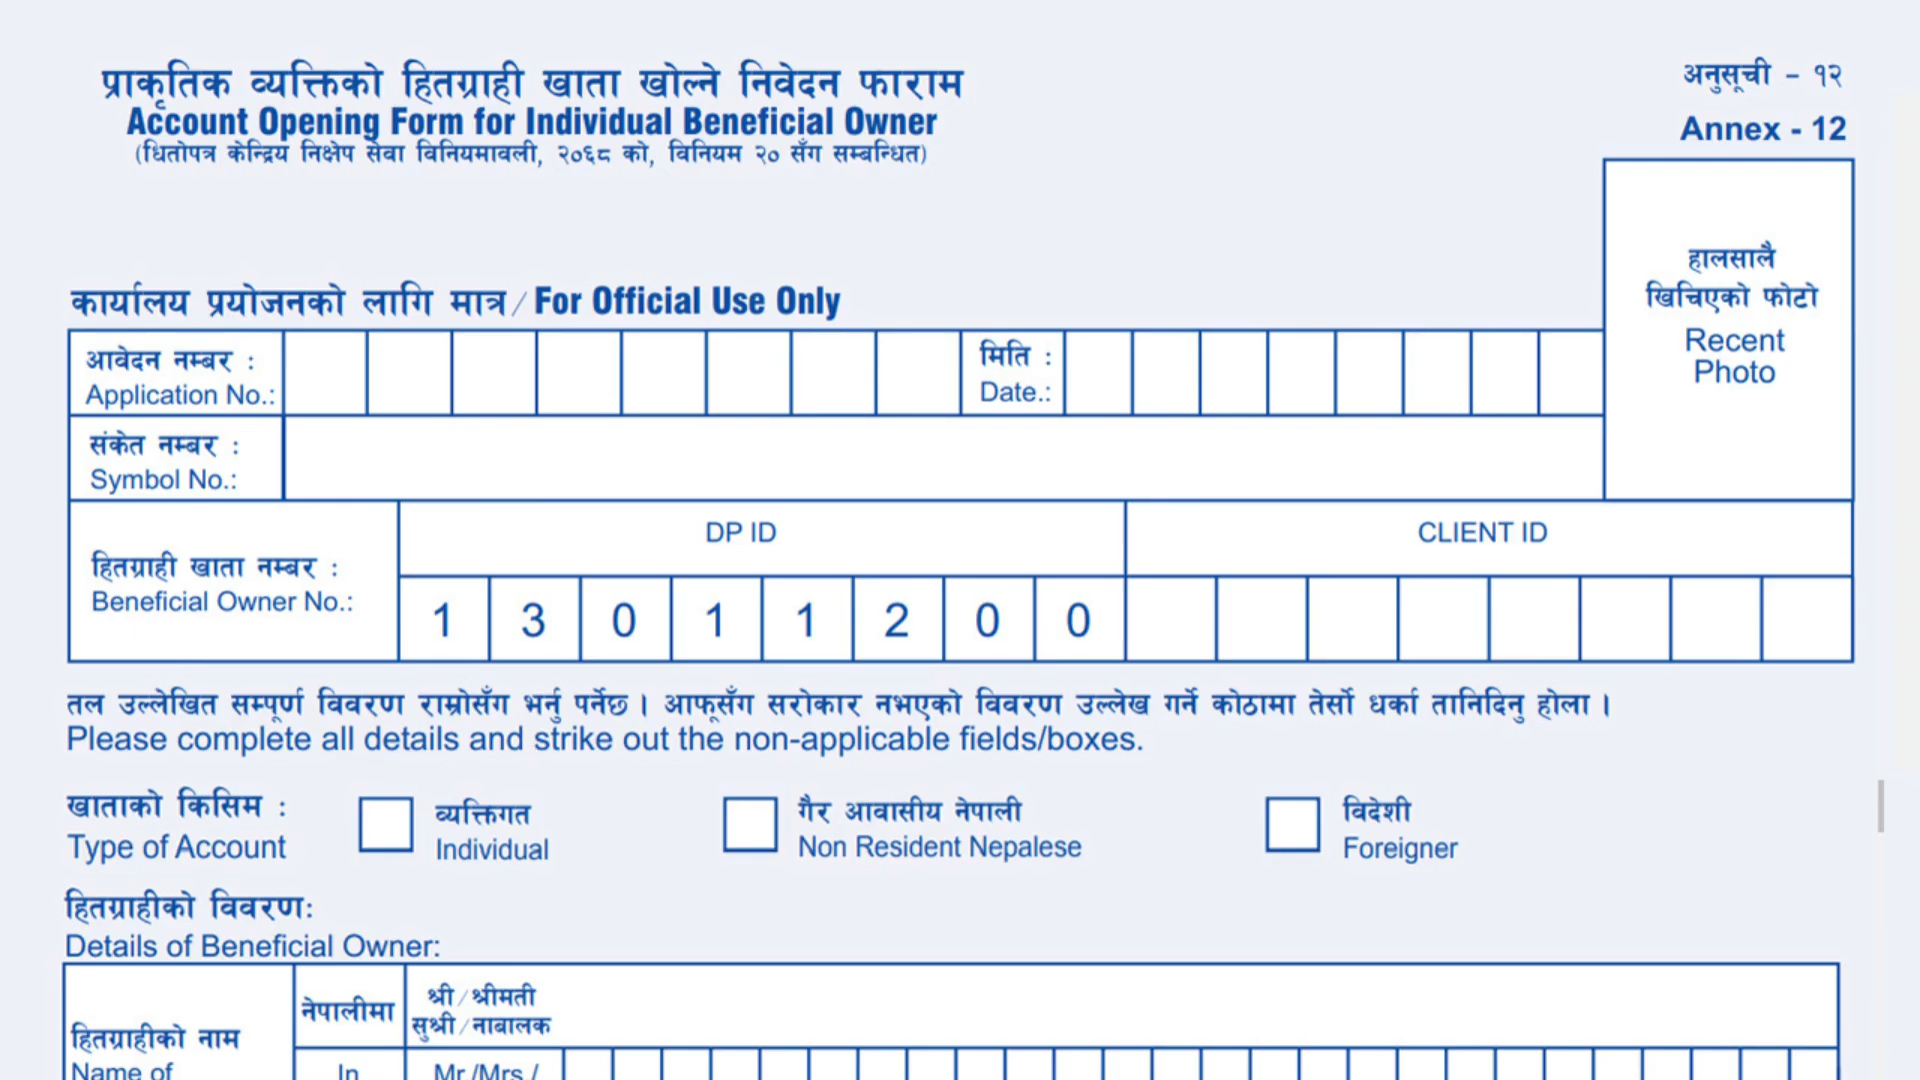 प्राकृतिक व्यक्तिको हितग्राही खाता खोल्ने निवेदन फाराम
Account Opening Form for Individual Beneficial Owner
(धितोपत्र केन्द्रिय निक्षेप सेवा विनियमावली, २०६८ को, विनियम २० सँग सम्बन्धित)
अनुसूची – १२
Annex - 12
हालसालै
खिचिएको फोटो
Recent
Photo
कार्यालय प्रयोजनको लागि मात्र/For Official Use Only
आवेदन नम्बर :
Application No.:
मिति :
Date.:
संकेत नम्बर :
Symbol No.:
हितग्राही खाता नम्बर :
Beneficial Owner No.:
DP ID
CLIENT ID
1 3 0 1 1 2 0 0
तल उल्लेखित सम्पूर्ण विवरण राम्रोसँग भर्नु पर्नेछ । आफूसँग सरोकार नभएको विवरण उल्लेख गर्ने कोठामा तेर्सो धर्का तानिदिनु होला ।
Please complete all details and strike out the non-applicable fields/boxes.
खाताको किसिम :
Type of Account
व्यक्तिगत
Individual
गैर आवासीय नेपाली
Non Resident Nepalese
विदेशी
Foreigner
हितग्राहीको विवरण:
Details of Beneficial Owner:
हितग्राहीको नाम
Name of
नेपालीमा
श्री/श्रीमती
सुश्री/नाबालक
In
Mr./Mrs./